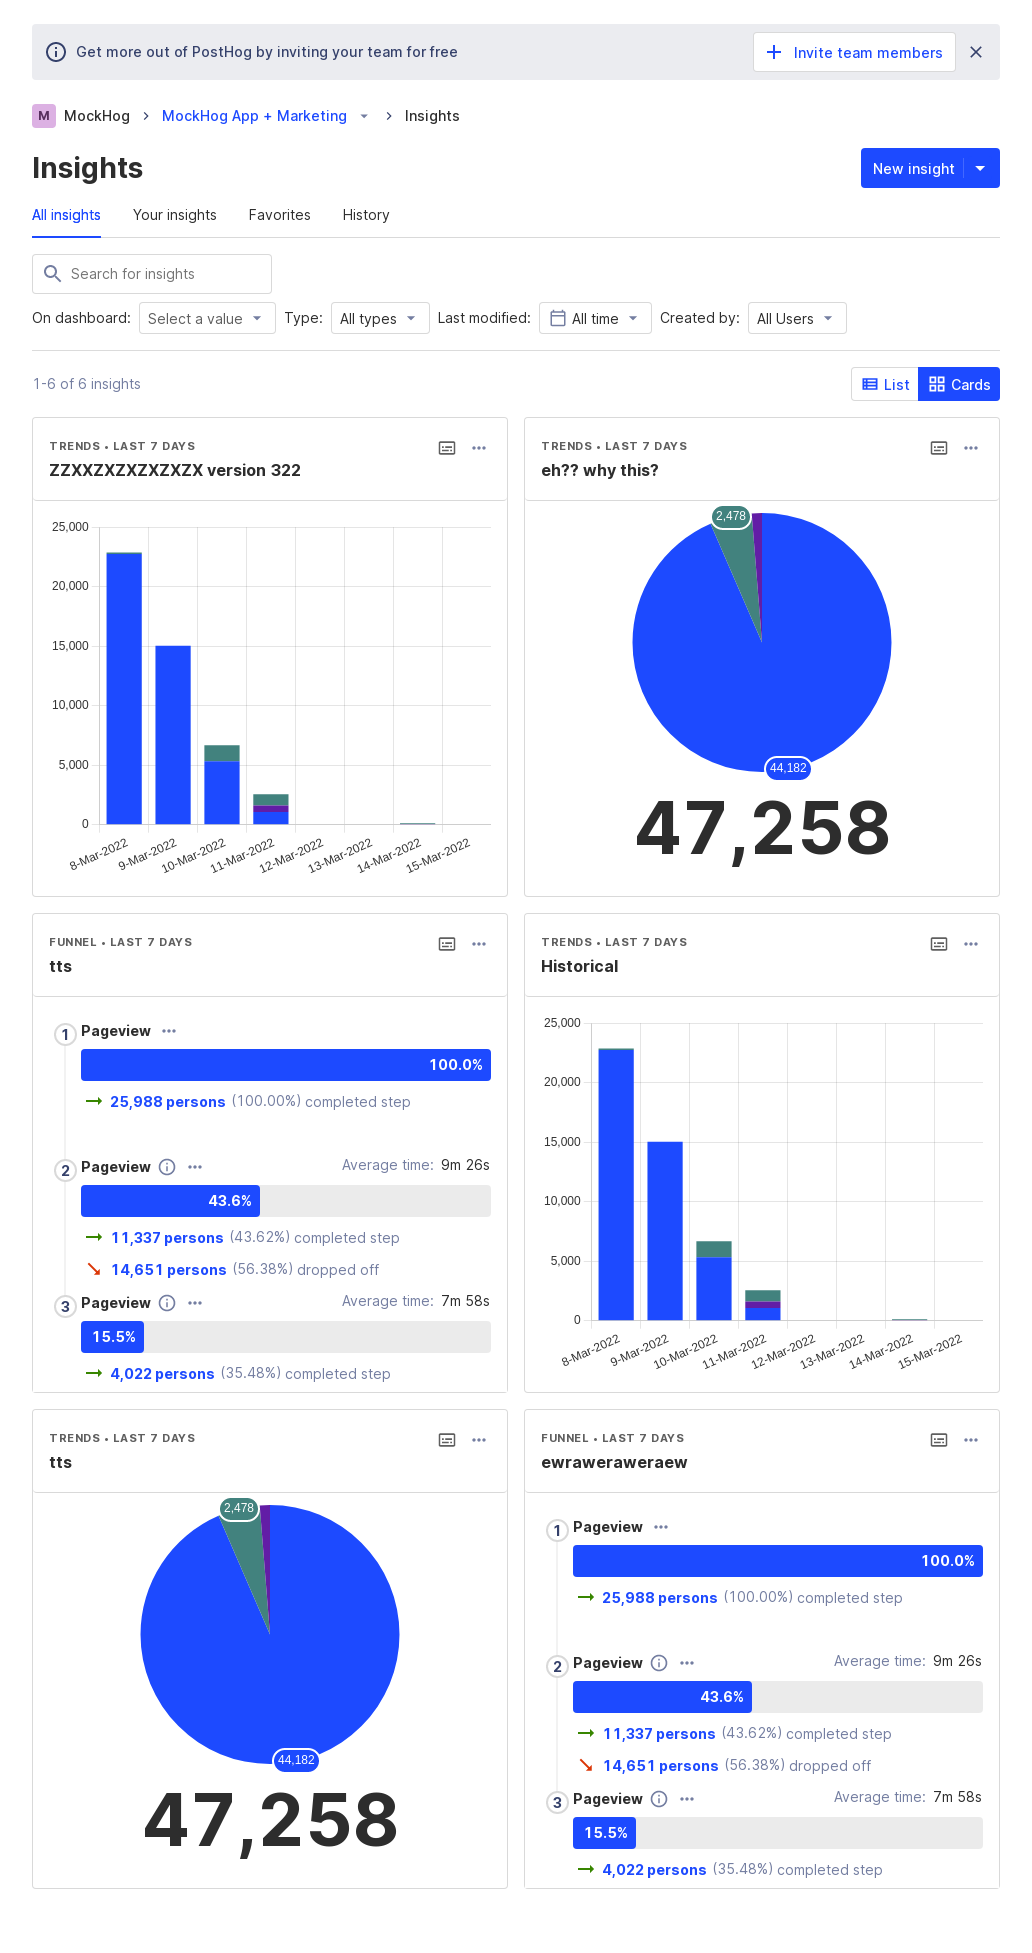 Get more out of PostHog by inviting your team for free
Invite team members
M MockHog > MockHog App + Marketing > Insights
Insights
New insight
All insights Your insights Favorites History
Search for insights
On dashboard: Select a value Type: All types Last modified: All time Created by: All Users
1-6 of 6 insights
List Cards
TRENDS • LAST 7 DAYS
ZZXXZXZXZXZXZX version 322
25,000
20,000
15,000
10,000
5,000
0
8-Mar-2022 9-Mar-2022 10-Mar-2022 11-Mar-2022 12-Mar-2022 13-Mar-2022 14-Mar-2022 15-Mar-2022
TRENDS • LAST 7 DAYS
eh?? why this?
2,478
44,182
47,258
FUNNEL • LAST 7 DAYS
tts
1 Pageview
100.0%
25,988 persons (100.00%) completed step
2 Pageview Average time: 9m 26s
43.6%
11,337 persons (43.62%) completed step
14,651 persons (56.38%) dropped off
3 Pageview Average time: 7m 58s
15.5%
4,022 persons (35.48%) completed step
TRENDS • LAST 7 DAYS
Historical
25,000
20,000
15,000
10,000
5,000
0
8-Mar-2022 9-Mar-2022 10-Mar-2022 11-Mar-2022 12-Mar-2022 13-Mar-2022 14-Mar-2022 15-Mar-2022
TRENDS • LAST 7 DAYS
tts
2,478
44,182
47,258
FUNNEL • LAST 7 DAYS
ewraweraweraew
1 Pageview
100.0%
25,988 persons (100.00%) completed step
2 Pageview Average time: 9m 26s
43.6%
11,337 persons (43.62%) completed step
14,651 persons (56.38%) dropped off
3 Pageview Average time: 7m 58s
15.5%
4,022 persons (35.48%) completed step